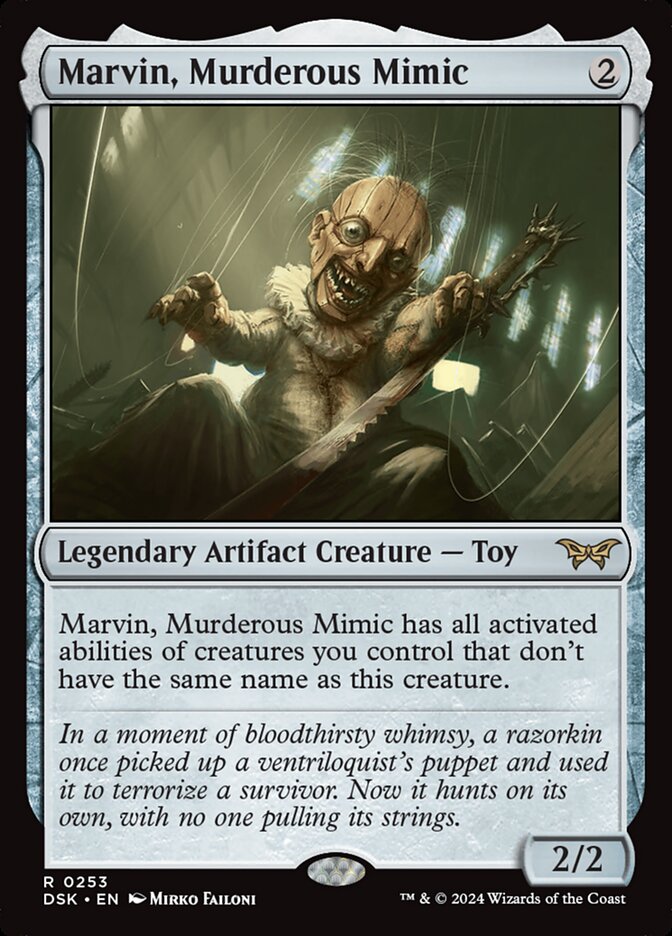 Marvin, Murderous Mimic 2
Legendary Artifact Creature — Toy
Marvin, Murderous Mimic has all activated
abilities of creatures you control that don't
have the same name as this creature.
In a moment of bloodthirsty whimsy, a razorkin
once picked up a ventriloquist's puppet and used
it to terrorize a survivor. Now it hunts on its
own, with no one pulling its strings.
2/2
R 0253
DSK • EN Mirko Failoni
™ & © 2024 Wizards of the Coast